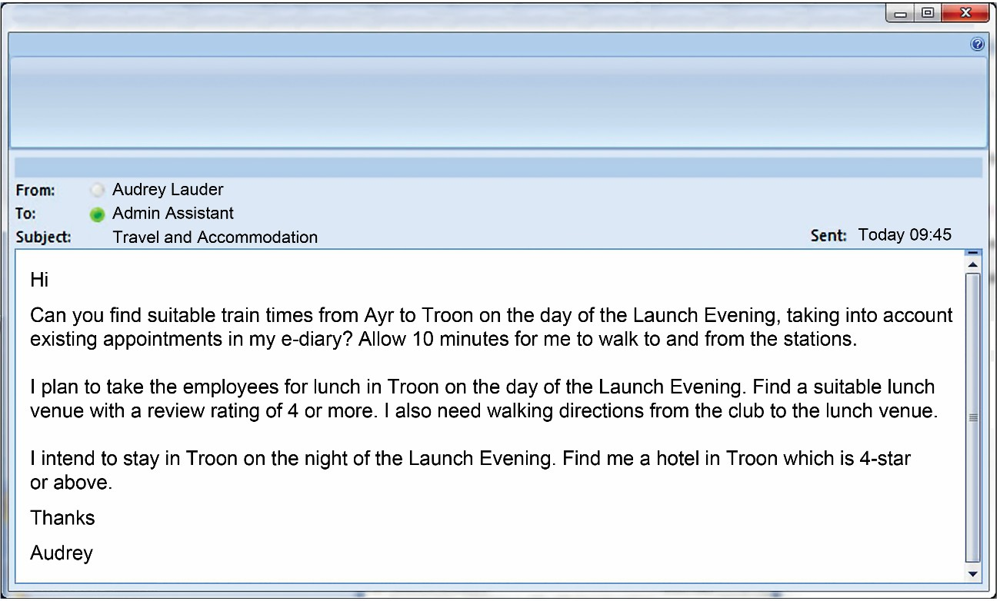 From: Audrey Lauder
To: Admin Assistant
Subject: Travel and Accommodation Sent: Today 09:45
Hi
Can you find suitable train times from Ayr to Troon on the day of the Launch Evening, taking into account
existing appointments in my e-diary? Allow 10 minutes for me to walk to and from the stations.
I plan to take the employees for lunch in Troon on the day of the Launch Evening. Find a suitable lunch
venue with a review rating of 4 or more. I also need walking directions from the club to the lunch venue.
I intend to stay in Troon on the night of the Launch Evening. Find me a hotel in Troon which is 4-star
or above.
Thanks
Audrey